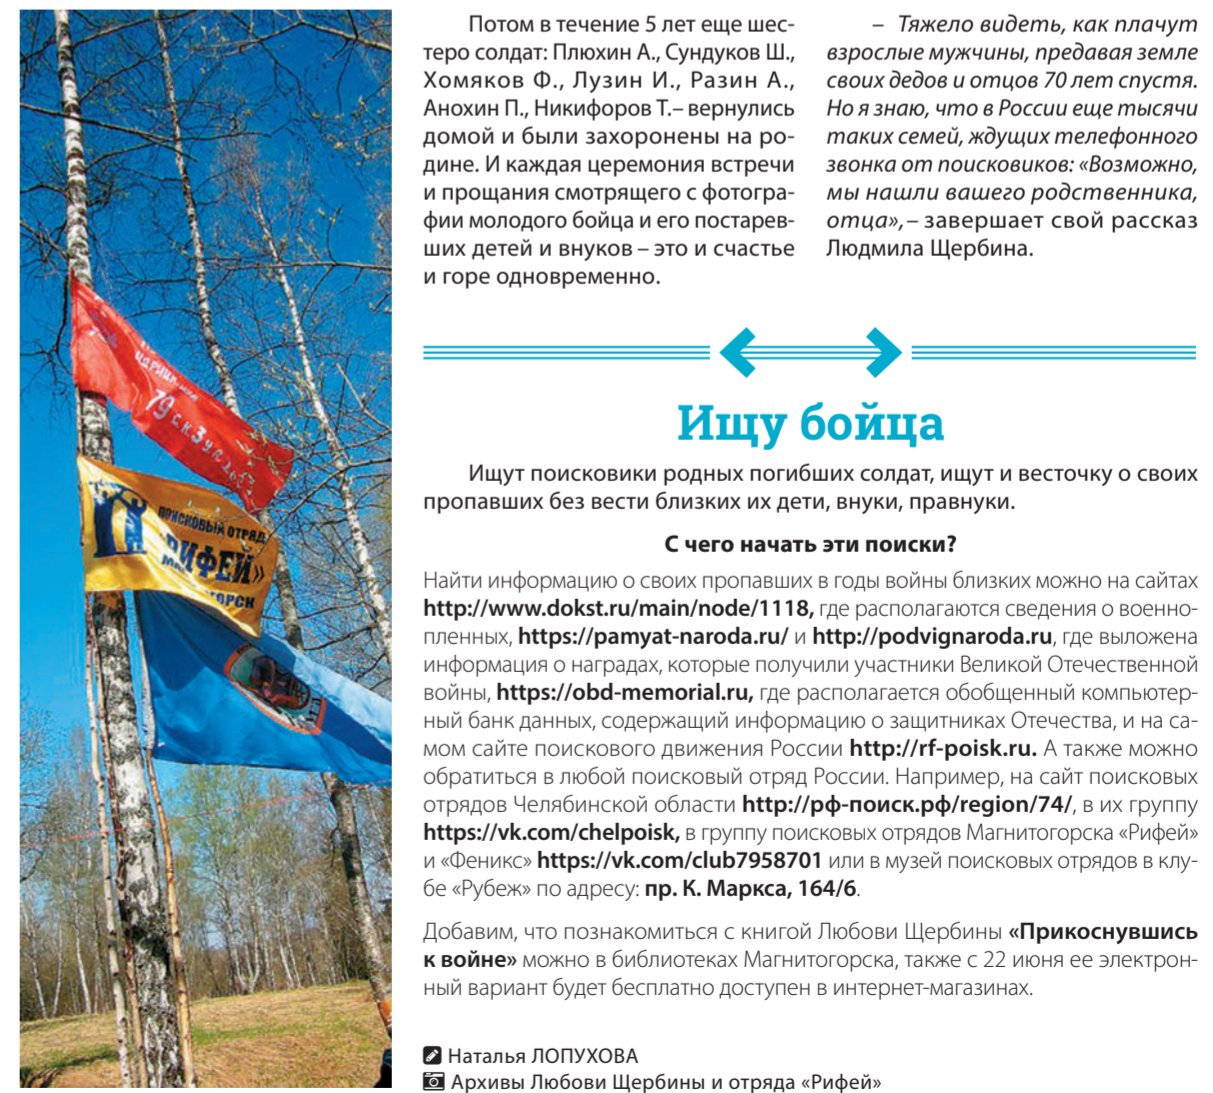 Потом в течение 5 лет еще шес-
теро солдат: Плюхин А., Сундуков Ш.,
Хомяков Ф., Лузин И., Разин А.,
Анохин П., Никифоров Т.– вернулись
домой и были захоронены на ро-
дине. И каждая церемония встречи
и прощания смотрящего с фотогра-
фии молодого бойца и его постарев-
ших детей и внуков – это и счастье
и горе одновременно.
– Тяжело видеть, как плачут
взрослые мужчины, предавая земле
своих дедов и отцов 70 лет спустя.
Но я знаю, что в России еще тысячи
таких семей, ждущих телефонного
звонка от поисковиков: «Возможно,
мы нашли вашего родственника,
отца»,– завершает свой рассказ
Людмила Щербина.
79 с.к. 3 у.а.
ПОИСКОВЫЙ ОТРЯД
РИФЕЙ»
Ищу бойца
Ищут поисковики родных погибших солдат, ищут и весточку о своих
пропавших без вести близких их дети, внуки, правнуки.
С чего начать эти поиски?
Найти информацию о своих пропавших в годы войны близких можно на сайтах
http://www.dokst.ru/main/node/1118, где располагаются сведения о военно-
пленных, https://pamyat-naroda.ru/ и http://podvignaroda.ru, где выложена
информация о наградах, которые получили участники Великой Отечественной
войны, https://obd-memorial.ru, где располагается обобщенный компьютер-
ный банк данных, содержащий информацию о защитниках Отечества, и на са-
мом сайте поискового движения России http://rf-poisk.ru. А также можно
обратиться в любой поисковый отряд России. Например, на сайт поисковых
отрядов Челябинской области http://рф-поиск.рф/region/74/, в их группу
https://vk.com/chelpoisk, в группу поисковых отрядов Магнитогорска «Рифей»
и «Феникс» https://vk.com/club7958701 или в музей поисковых отрядов в клу-
бе «Рубеж» по адресу: пр. К. Маркса, 164/6.
Добавим, что познакомиться с книгой Любови Щербины «Прикоснувшись
к войне» можно в библиотеках Магнитогорска, также с 22 июня ее электрон-
ный вариант будет бесплатно доступен в интернет-магазинах.
Наталья ЛОПУХОВА
Архивы Любови Щербины и отряда «Рифей»